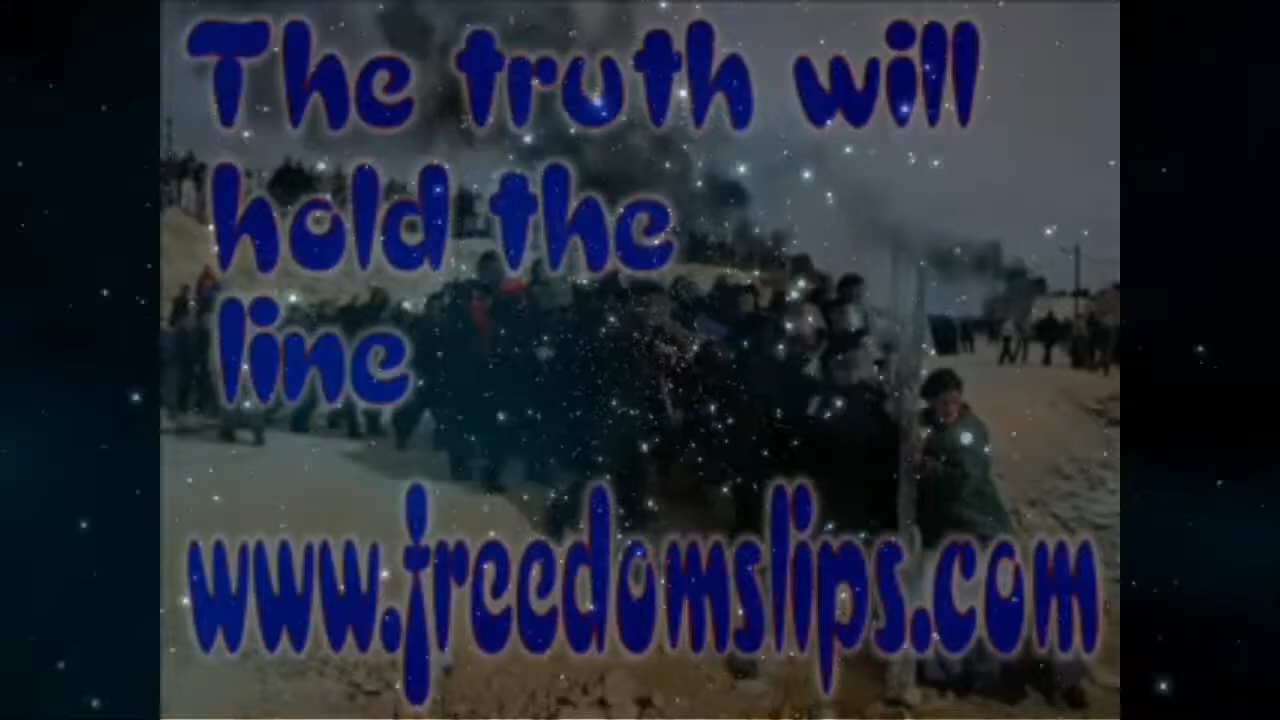 The truth will
hold the
line
www.freedomslips.com